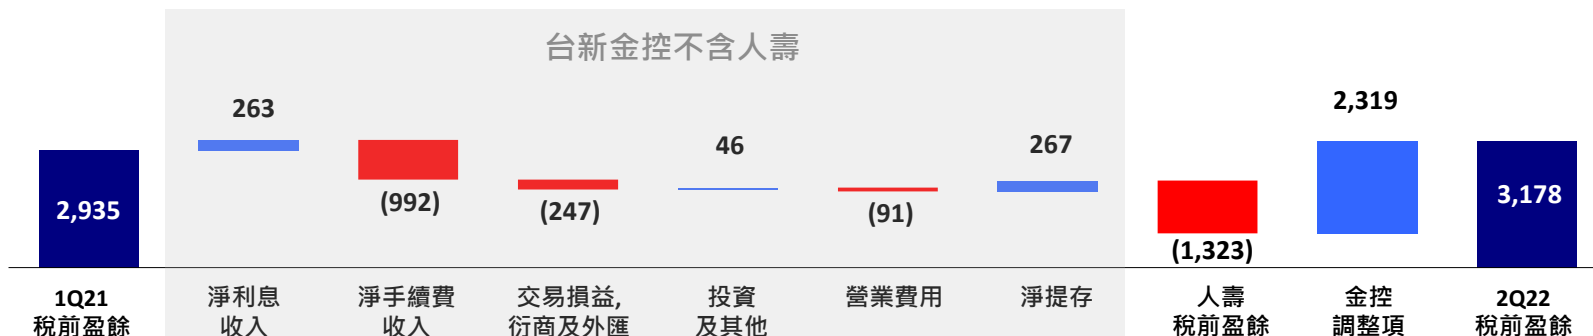 台新金控不含人壽
2,935
263
(992)
(247)
46
(91)
267
(1,323)
2,319
3,178
1Q21
稅前盈餘
淨利息
收入
淨手續費
收入
交易損益,
衍商及外匯
投資
及其他
營業費用
淨提存
人壽
稅前盈餘
金控
調整項
2Q22
稅前盈餘